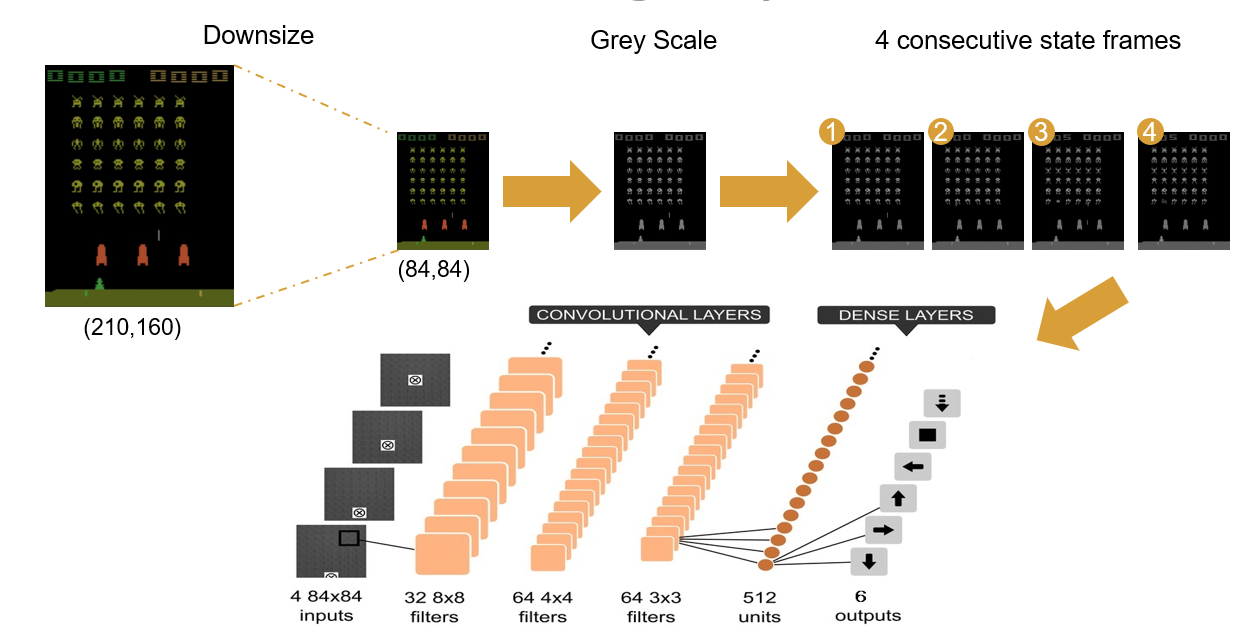 Downsize
Grey Scale
4 consecutive state frames
1
2
3
4
(84,84)
(210,160)
CONVOLUTIONAL LAYERS
DENSE LAYERS
4 84x84
inputs
32 8x8
filters
64 4x4
filters
64 3x3
filters
512
units
6
outputs